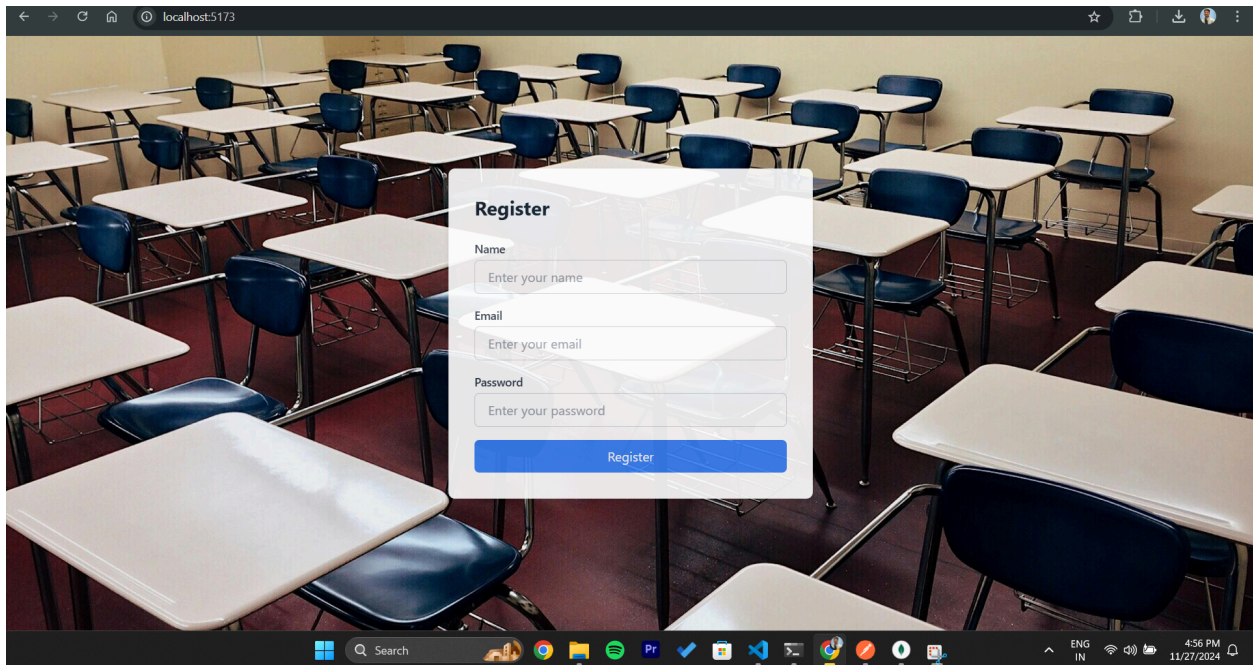 localhost:5173
Register
Name
Enter your name
Email
Enter your email
Password
Enter your password
Register
Search
Pr
ENG
IN
4:56 PM
11/27/2024